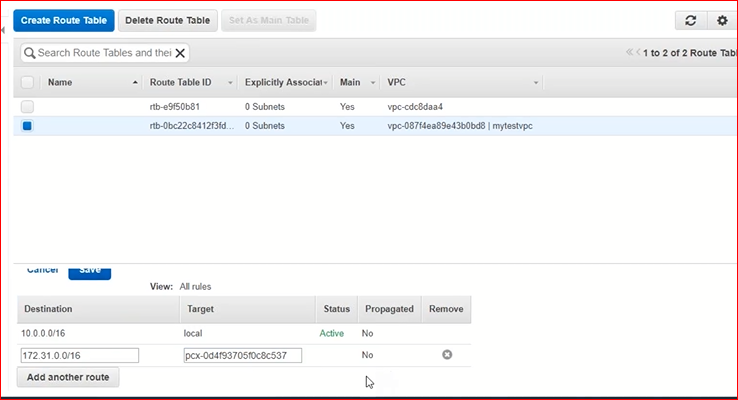 Create Route Table Delete Route Table Set As Main Table
Search Route Tables and thei 1 to 2 of 2 Route Tabl
Name Route Table ID Explicitly Associat Main VPC
rtb-e9f50b81 0 Subnets Yes vpc-cdc8daa4
rtb-0bc22c8412f3fd... 0 Subnets Yes vpc-087f4ea89e43b0bd8 | mytestvpc
Cancel Save
View: All rules
Destination Target Status Propagated Remove
10.0.0.0/16 local Active No
172.31.0.0/16 pcx-0d4f93705f0c8c537 No
Add another route